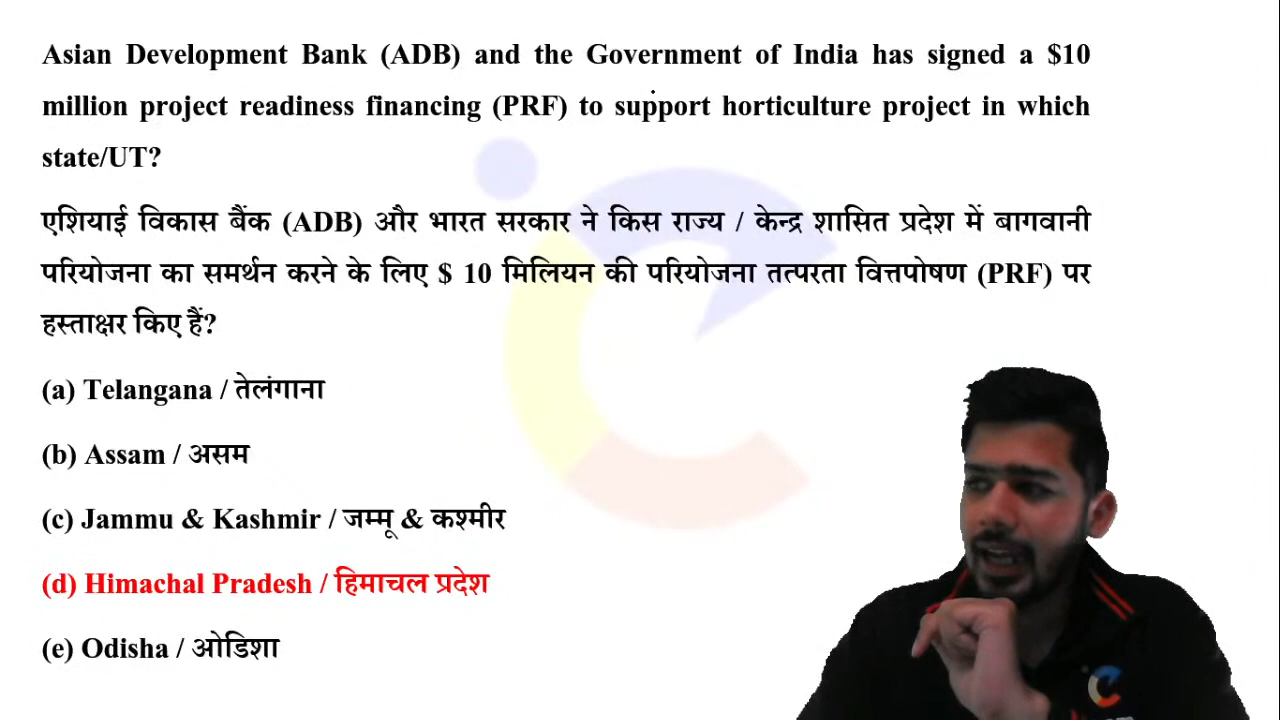 Asian Development Bank (ADB) and the Government of India has signed a $10
million project readiness financing (PRF) to support horticulture project in which
state/UT?
एशियाई विकास बैंक (ADB) और भारत सरकार ने किस राज्य / केन्द्र शासित प्रदेश में बागवानी
परियोजना का समर्थन करने के लिए $ 10 मिलियन की परियोजना तत्परता वित्तपोषण (PRF) पर
हस्ताक्षर किए हैं?
(a) Telangana / तेलंगाना
(b) Assam / असम
(c) Jammu & Kashmir / जम्मू & कश्मीर
(d) Himachal Pradesh / हिमाचल प्रदेश
(e) Odisha / ओडिशा